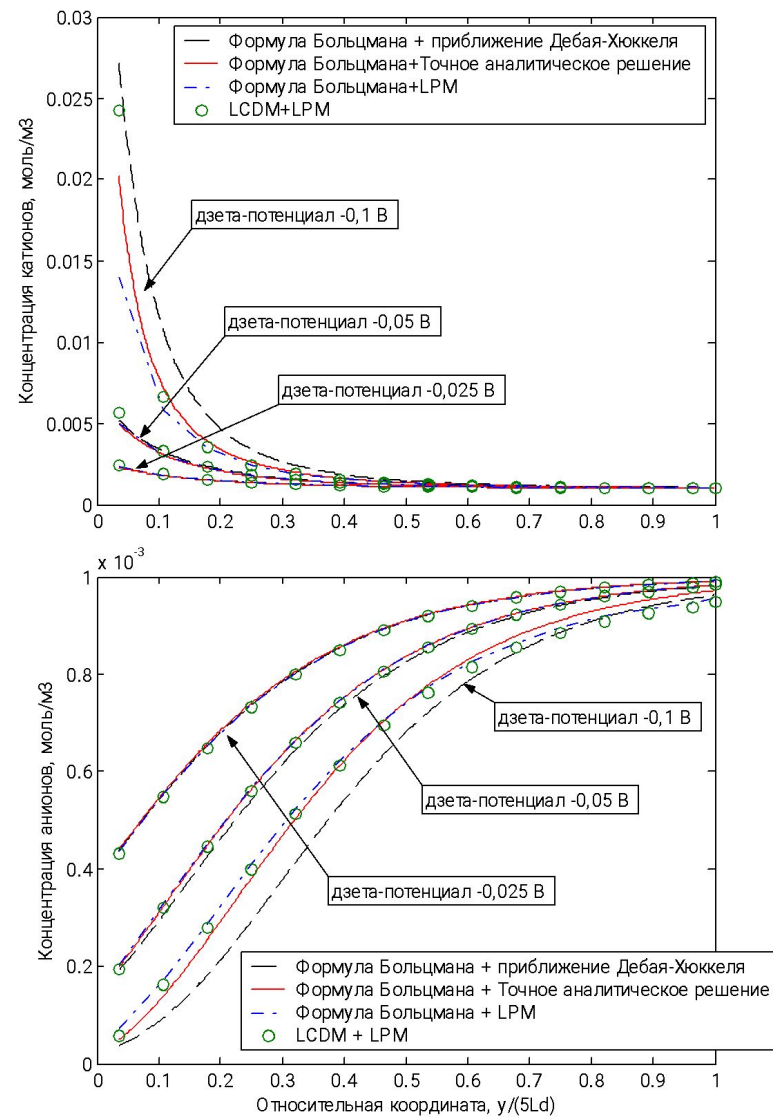 0.03
Формула Больцмана + приближение Дебая-Хюккеля
Формула Больцмана+Точное аналитическое решение
Формула Больцмана+LPM
LCDM+LPM
0.025
0.02
0.015
0.01
0.005
0
Концентрация катионов, моль/м3
дзета-потенциал -0,1 В
дзета-потенциал -0,05 В
дзета-потенциал -0,025 В
0 0.1 0.2 0.3 0.4 0.5 0.6 0.7 0.8 0.9 1
x 10-3
1
0.8
0.6
0.4
0.2
0
Концентрация анионов, моль/м3
дзета-потенциал -0,1 В
дзета-потенциал -0,05 В
дзета-потенциал -0,025 В
Формула Больцмана + приближение Дебая-Хюккеля
Формула Больцмана + Точное аналитическое решение
Формула Больцмана + LPM
LCDM + LPM
0 0.1 0.2 0.3 0.4 0.5 0.6 0.7 0.8 0.9 1
Относительная координата, y/(5Ld)